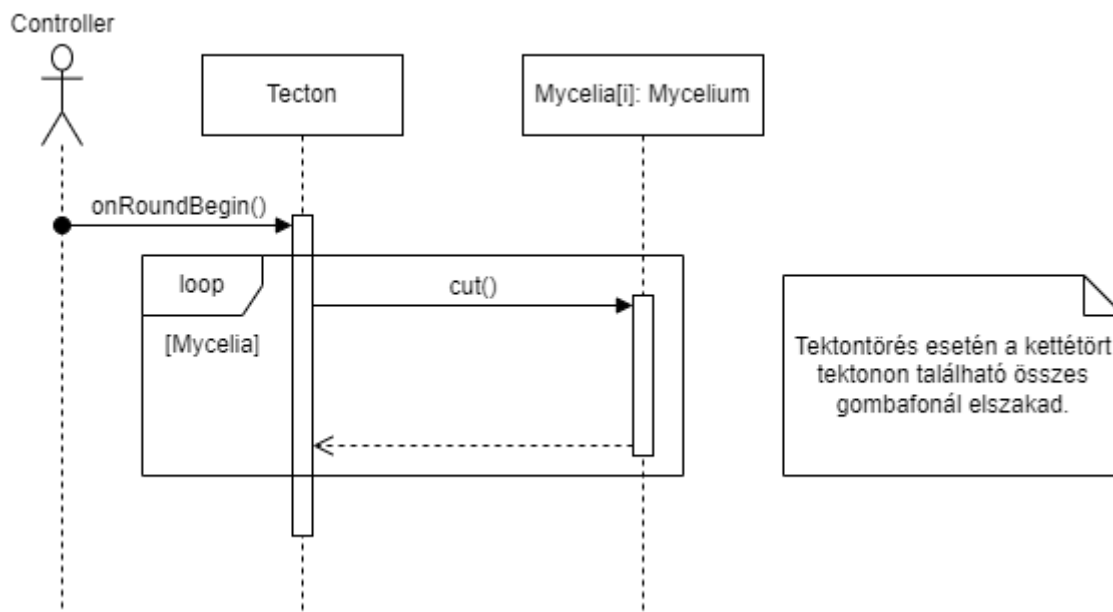 Controller
Tecton
Mycelia[i]: Mycelium
onRoundBegin()
loop
cut()
[Mycelia]
Tektontörés esetén a kettétört
tektonon található összes
gombafonál elszakad.